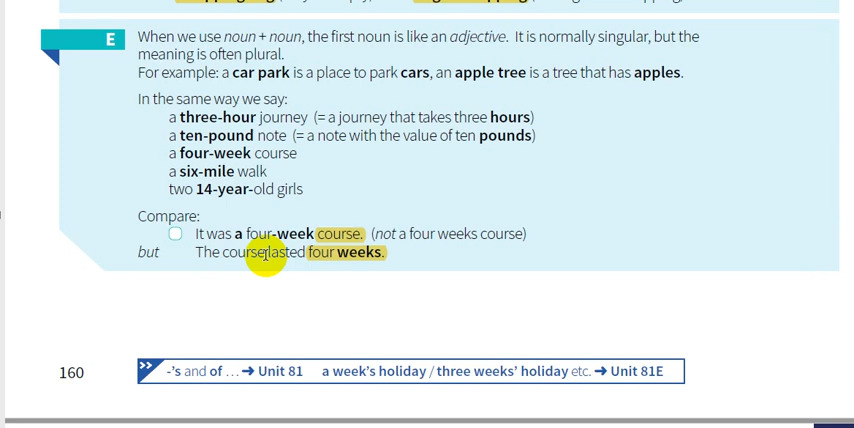 E When we use noun + noun, the first noun is like an adjective. It is normally singular, but the
meaning is often plural.
For example: a car park is a place to park cars, an apple tree is a tree that has apples.
In the same way we say:
a three-hour journey (= a journey that takes three hours)
a ten-pound note (= a note with the value of ten pounds)
a four-week course
a six-mile walk
two 14-year-old girls
Compare:
It was a four-week course. (not a four weeks course)
but The course lasted four weeks.
160 -'s and of … ➜ Unit 81 a week's holiday / three weeks' holiday etc. ➜ Unit 81E